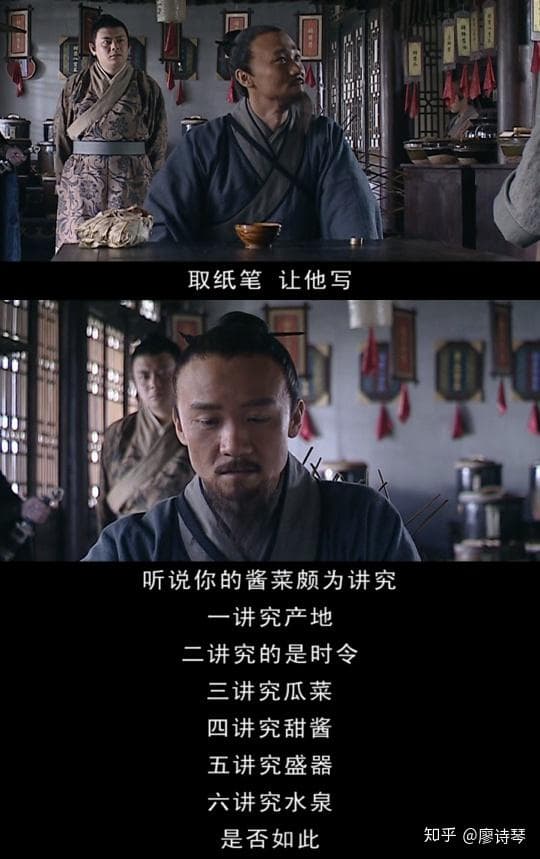 取纸笔 让他写
听说你的酱菜颇为讲究
一讲究产地
二讲究的是时令
三讲究瓜菜
四讲究甜酱
五讲究盛器
六讲究水泉
是否如此
知乎 @廖诗琴